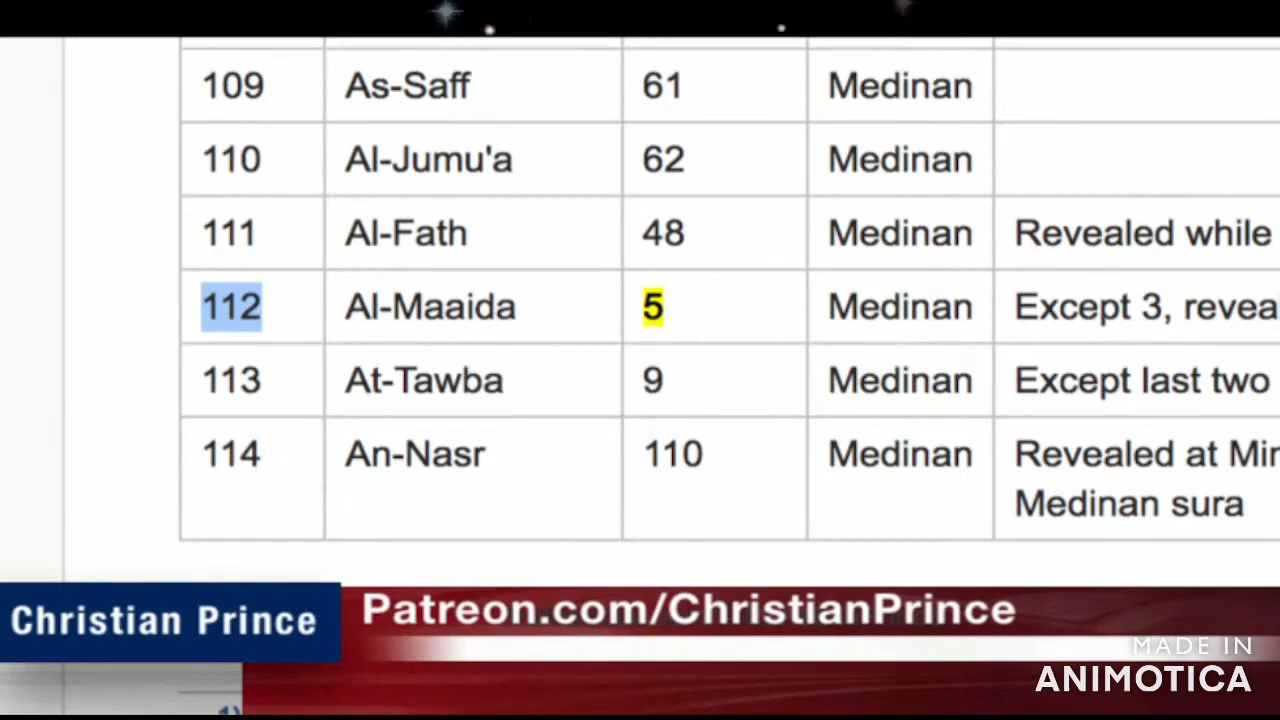 109 As-Saff 61 Medinan
110 Al-Jumu'a 62 Medinan
111 Al-Fath 48 Medinan Revealed while
112 Al-Maaida 5 Medinan Except 3,
113 At-Tawba 9 Medinan Except last two
114 An-Nasr 110 Medinan Revealed at
Medinan sura
Christian Prince
Patreon.com/ChristianPrince
MADE IN
ANIMOTICA